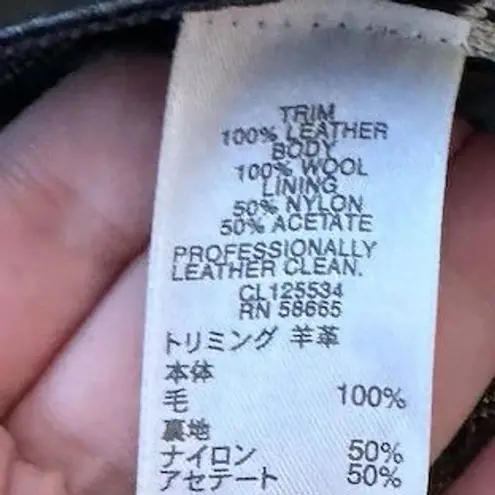 TRIM
100% LEATHER
BODY
100% WOOL
LINING
50% NYLON
50% ACETATE
PROFESSIONALLY
LEATHER CLEAN.
CL125534
RN 58665
トリミング 羊革
本体
毛 100%
裏地
ナイロン 50%
アセテート 50%